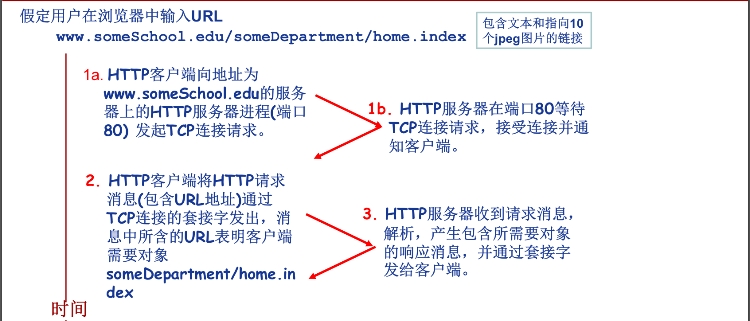 假定用户在浏览器中输入URL
www.someSchool.edu/someDepartment/home.index
包含文本和指向10
个jpeg图片的链接
1a. HTTP客户端向地址为
www.someSchool.edu的服务
器上的HTTP服务器进程(端口
80) 发起TCP连接请求。
1b. HTTP服务器在端口80等待
TCP连接请求，接受连接并通
知客户端。
2. HTTP客户端将HTTP请求
消息(包含URL地址)通过
TCP连接的套接字发出，消
息中所含的URL表明客户端
需要对象
someDepartment/home.in
dex
3. HTTP服务器收到请求消息，
解析，产生包含所需要对象
的响应消息，并通过套接字
发给客户端。
时间